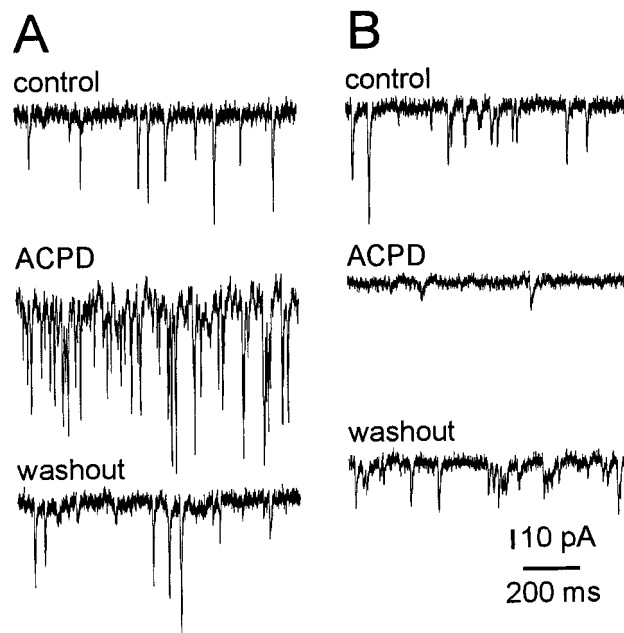 A
control
ACPD
washout
B
control
ACPD
washout
10 pA
200 ms